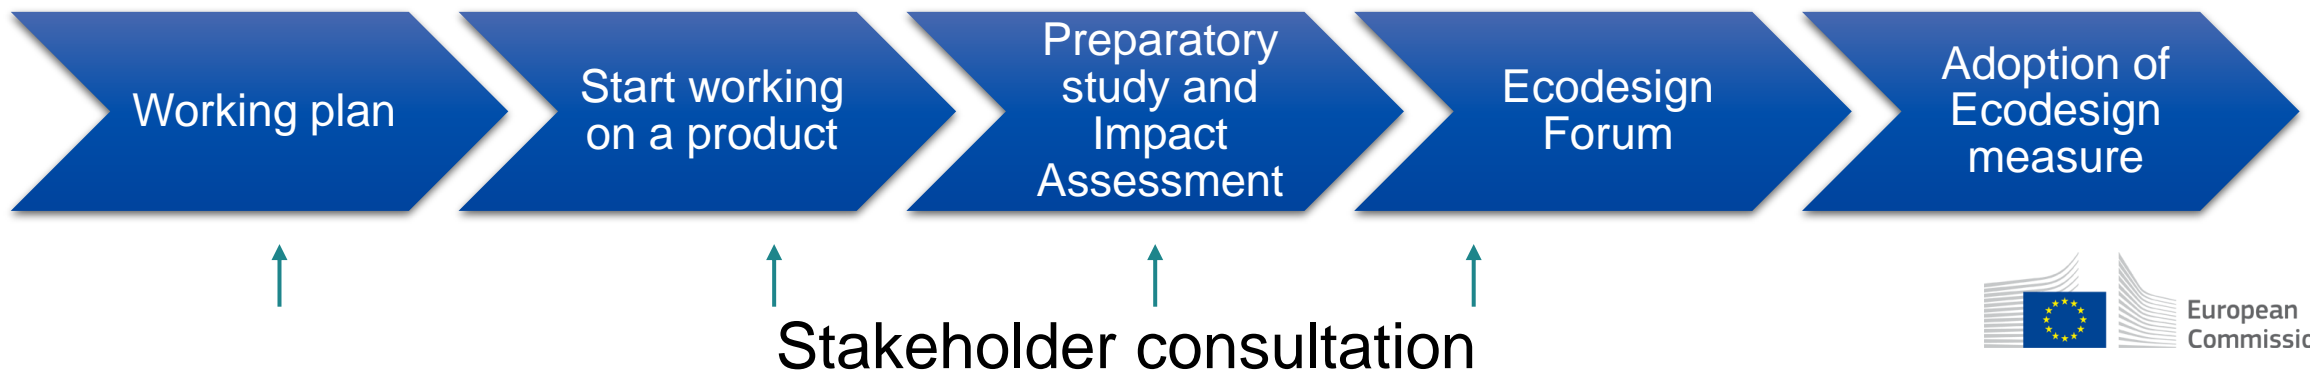 Working plan
Start working
on a product
Preparatory
study and
Impact
Assessment
Ecodesign
Forum
Adoption of
Ecodesign
measure
Stakeholder consultation
European
Commissio